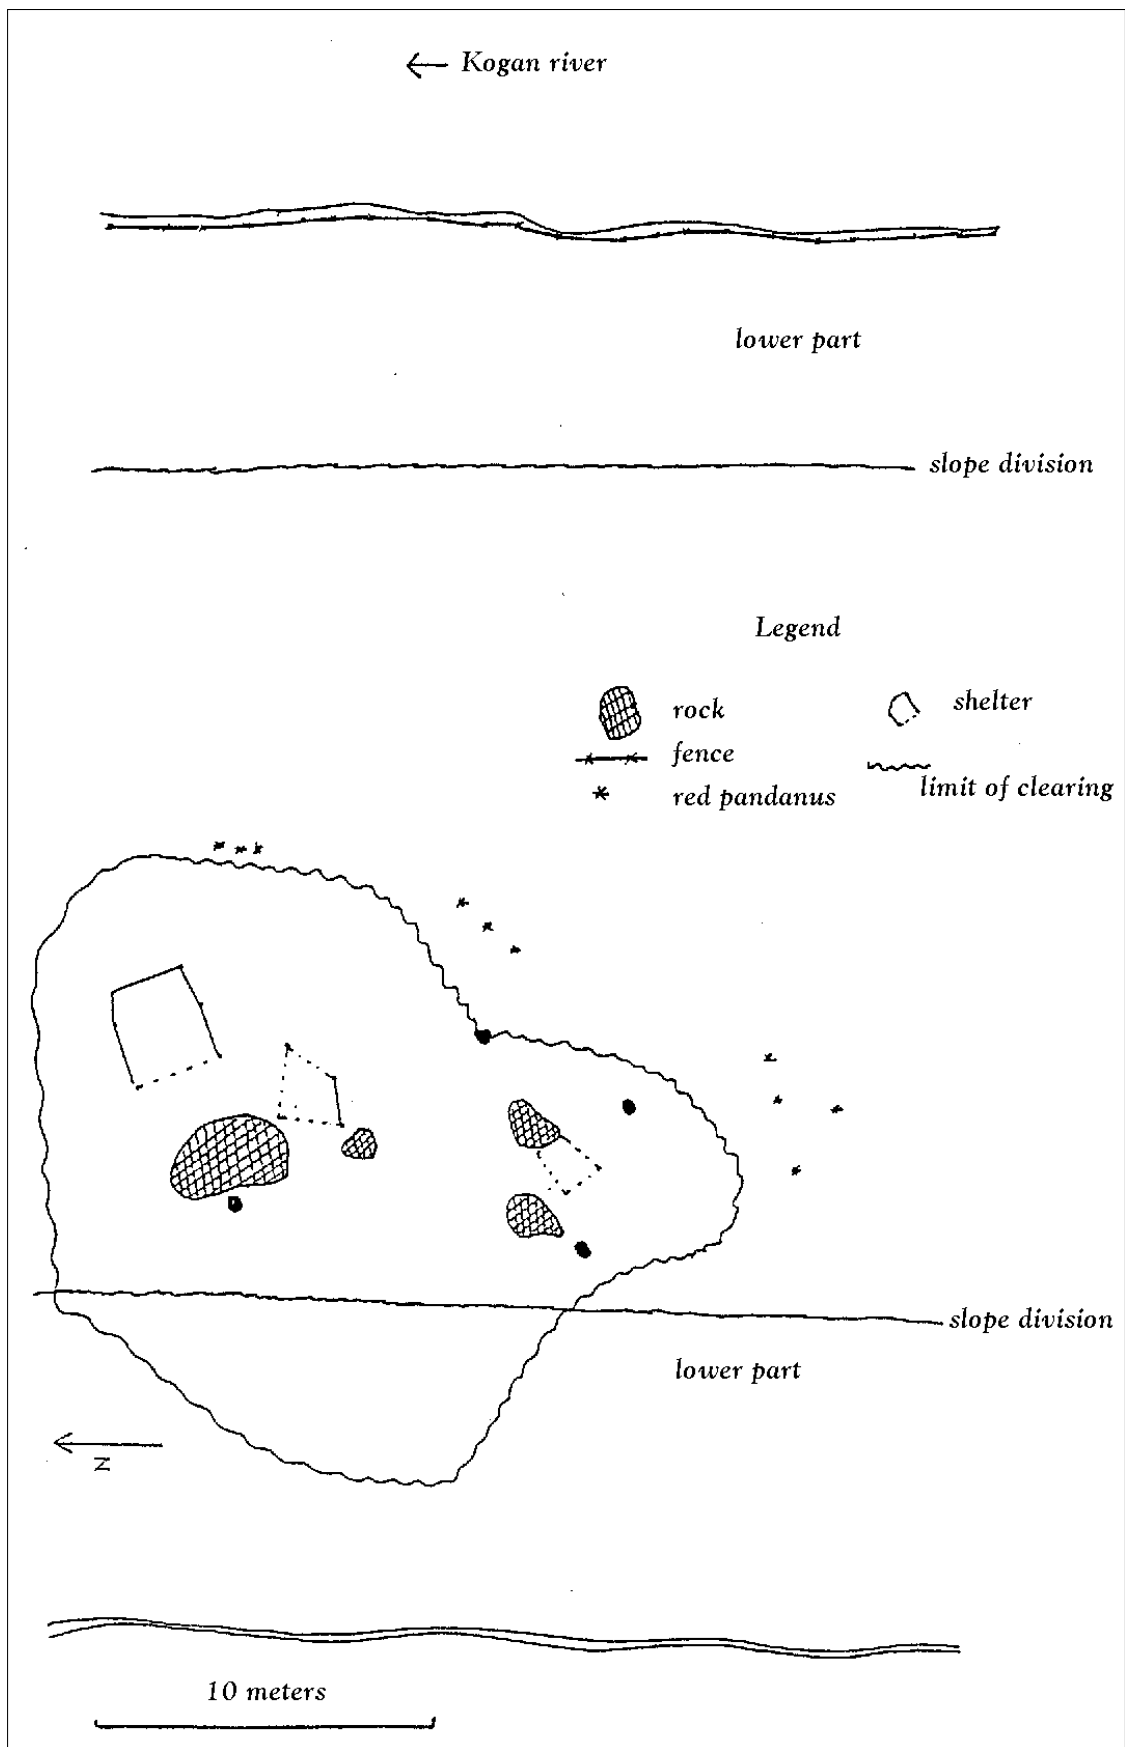 Kogan river
lower part
slope division
Legend
rock
shelter
fence
limit of clearing
red pandanus
slope division
lower part
N
10 meters